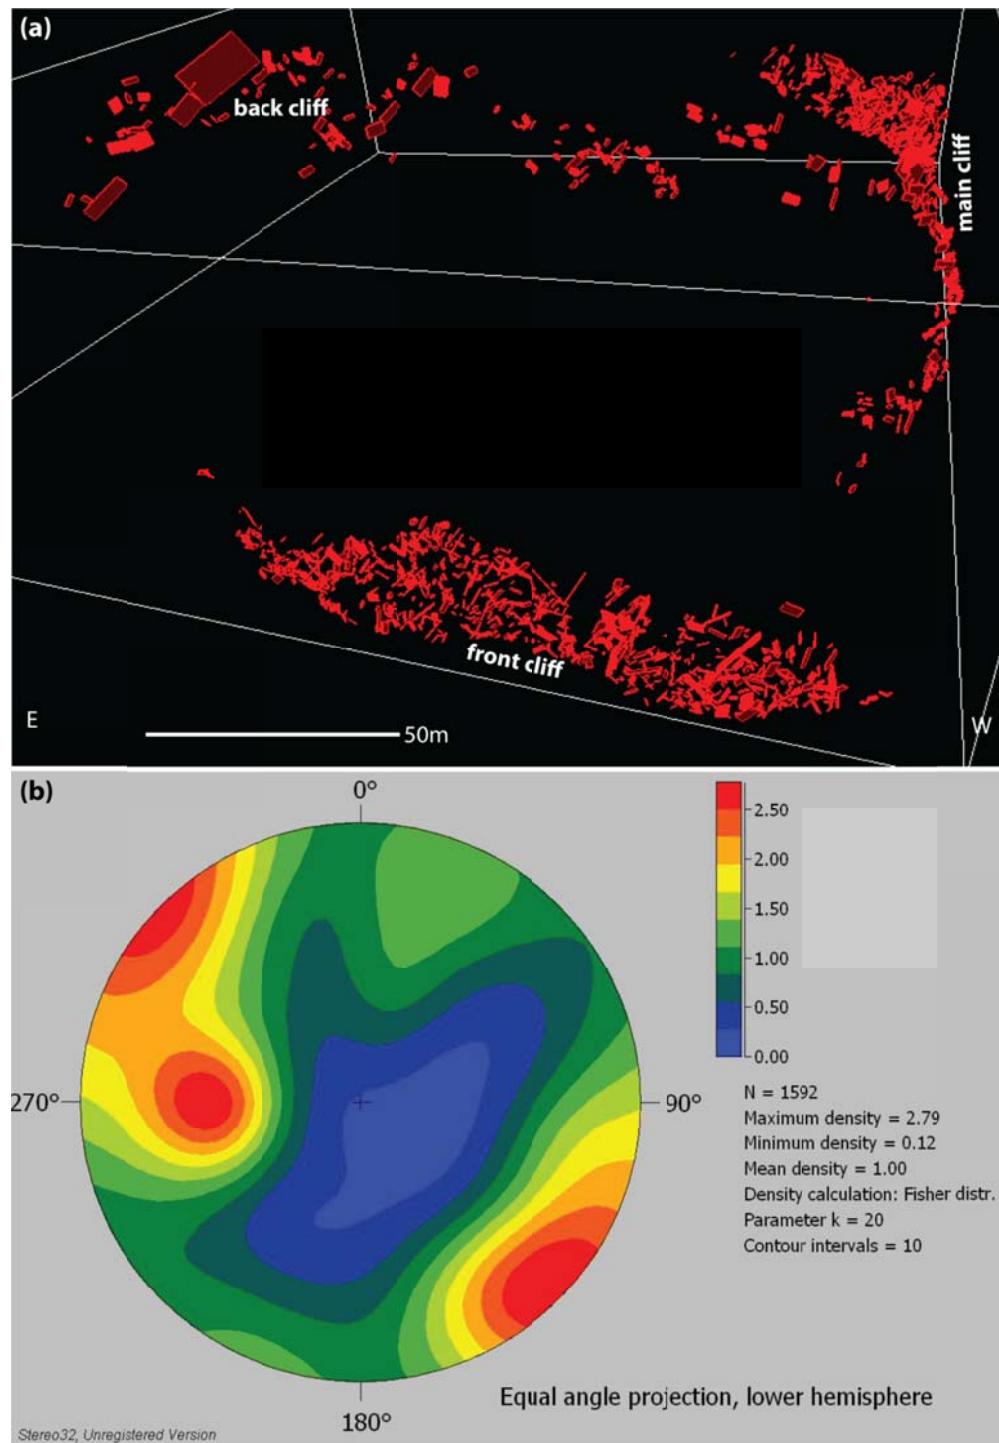 (a)
back cliff
main cliff
front cliff
E
W
50m
(b)
0°
270°
90°
180°
2.50
2.00
1.50
1.00
0.50
0.00
N = 1592
Maximum density = 2.79
Minimum density = 0.12
Mean density = 1.00
Density calculation: Fisher distr.
Parameter k = 20
Contour intervals = 10
Equal angle projection, lower hemisphere
Stereo32, Unregistered Version